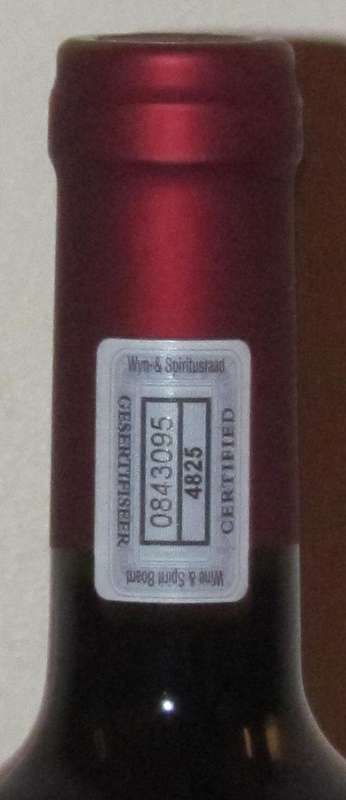 Wyn- & Spiritusraad
GESERTIFISEER
0843095
4825
CERTIFIED
Wine & Spirit Board